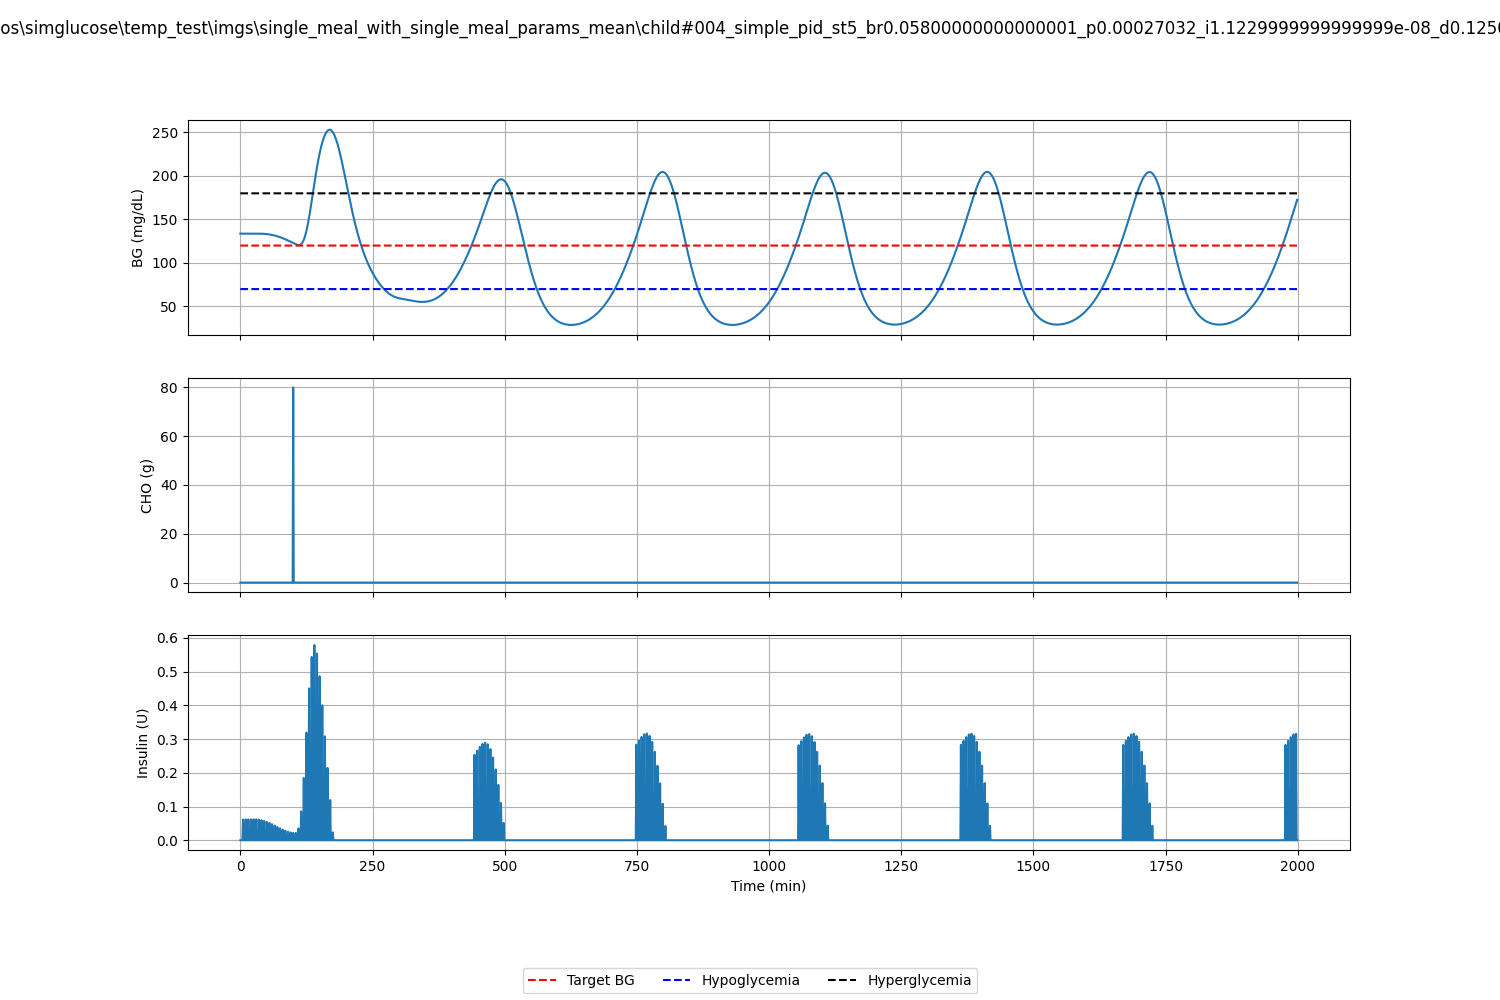 os\simglucose\temp_test\imgs\single_meal_with_single_meal_params_mean\child#004_simple_pid_st5_br0.05800000000000001_p0.00027032_i1.1229999999999999e-08_d0.1250
250
200
150
100
50
BG (mg/dL)
80
60
40
20
0
CHO (g)
0.6
0.5
0.4
0.3
0.2
0.1
0.0
Insulin (U)
0 250 500 750 1000 1250 1500 1750 2000
Time (min)
Target BG Hypoglycemia Hyperglycemia